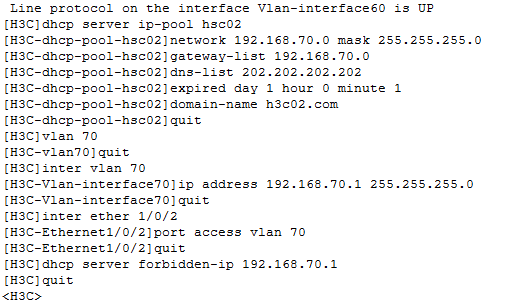 Line protocol on the interface Vlan-interface60 is UP
[H3C]dhcp server ip-pool hsc02
[H3C-dhcp-pool-hsc02]network 192.168.70.0 mask 255.255.255.0
[H3C-dhcp-pool-hsc02]gateway-list 192.168.70.0
[H3C-dhcp-pool-hsc02]dns-list 202.202.202.202
[H3C-dhcp-pool-hsc02]expired day 1 hour 0 minute 1
[H3C-dhcp-pool-hsc02]domain-name h3c02.com
[H3C-dhcp-pool-hsc02]quit
[H3C]vlan 70
[H3C-vlan70]quit
[H3C]inter vlan 70
[H3C-Vlan-interface70]ip address 192.168.70.1 255.255.255.0
[H3C-Vlan-interface70]quit
[H3C]inter ether 1/0/2
[H3C-Ethernet1/0/2]port access vlan 70
[H3C-Ethernet1/0/2]quit
[H3C]dhcp server forbidden-ip 192.168.70.1
[H3C]quit
<H3C>